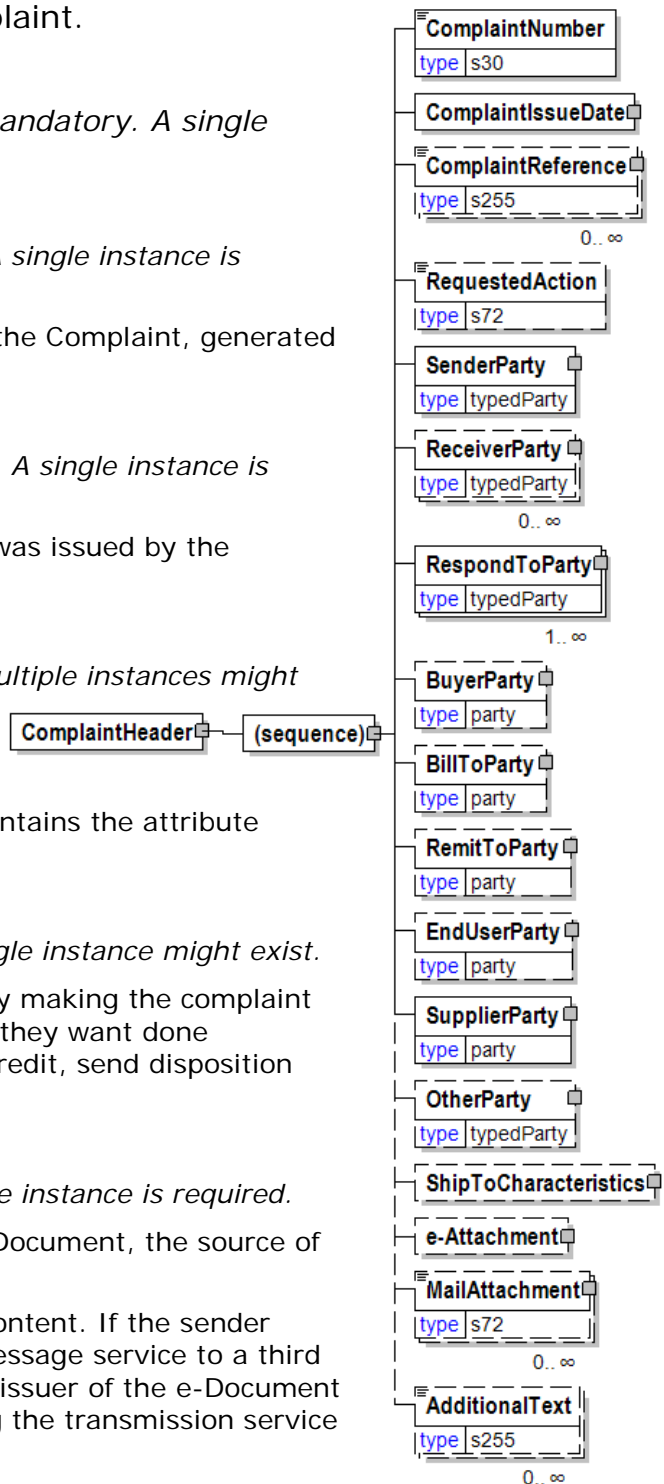 plaint.
andatory. A single
A single instance is
the Complaint, generated
. A single instance is
was issued by the
ultiple instances might
ntains the attribute
gle instance might exist.
y making the complaint
they want done
redit, send disposition
e instance is required.
Document, the source of
ontent. If the sender
essage service to a third
issuer of the e-Document
g the transmission service
ComplaintHeader
(sequence)
ComplaintNumber
type s30
ComplaintIssueDate
ComplaintReference
type s255
0.. ∞
RequestedAction
type s72
SenderParty
type typedParty
ReceiverParty
type typedParty
0.. ∞
RespondToParty
type typedParty
1.. ∞
BuyerParty
type party
BillToParty
type party
RemitToParty
type party
EndUserParty
type party
SupplierParty
type party
OtherParty
type typedParty
ShipToCharacteristics
e-Attachment
MailAttachment
type s72
0.. ∞
AdditionalText
type s255
0.. ∞